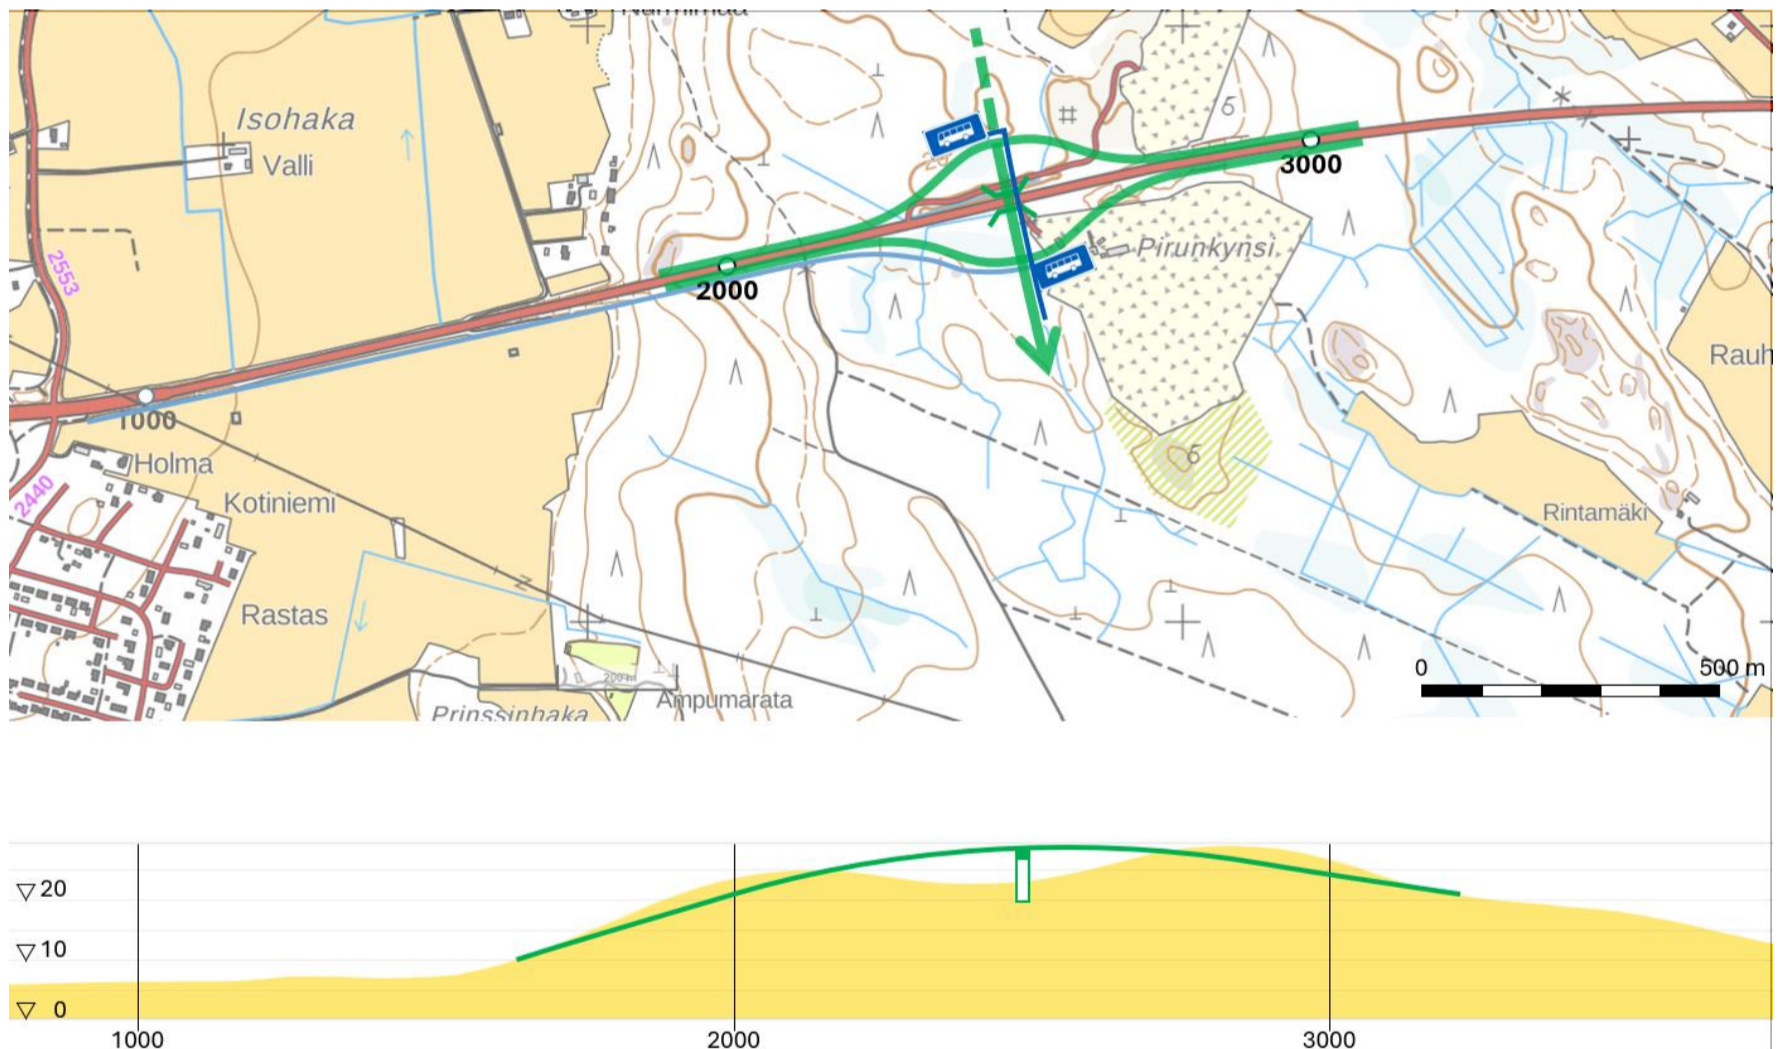 Isohaka
Valli
3000
Pirunkynsi
2553
2000
Rauh
1000
Holma
2440
Kotiniemi
Rintamäki
Rastas
0 500 m
Ampumarata
Prinssinhaka
▽ 20
▽ 10
▽ 0
1000 2000 3000